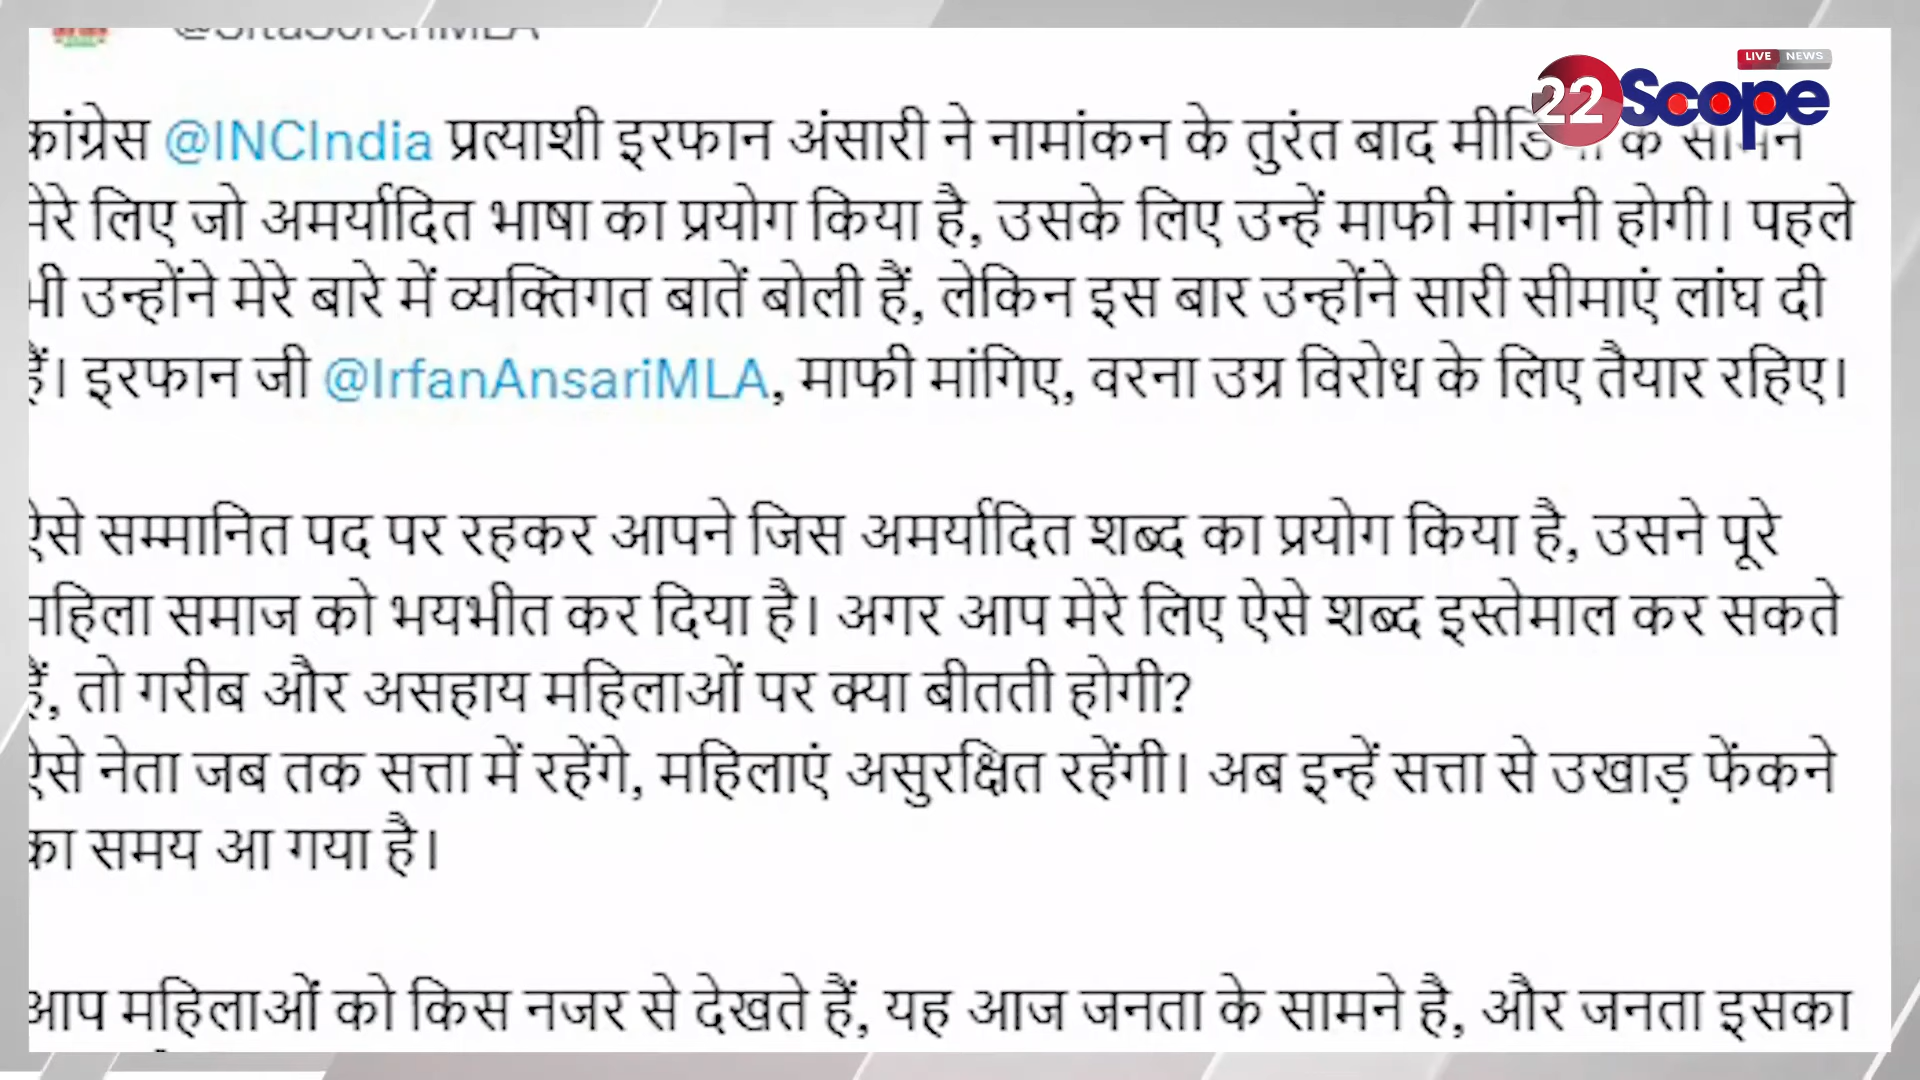 @SitaSorenMLA
LIVE NEWS
22Scope
कांग्रेस @INCIndia प्रत्याशी इरफान अंसारी ने नामांकन के तुरंत बाद मीडिया के सामने
मेरे लिए जो अमर्यादित भाषा का प्रयोग किया है, उसके लिए उन्हें माफी मांगनी होगी। पहले
भी उन्होंने मेरे बारे में व्यक्तिगत बातें बोली हैं, लेकिन इस बार उन्होंने सारी सीमाएं लांघ दी
हैं। इरफान जी @IrfanAnsariMLA, माफी मांगिए, वरना उग्र विरोध के लिए तैयार रहिए।
ऐसे सम्मानित पद पर रहकर आपने जिस अमर्यादित शब्द का प्रयोग किया है, उसने पूरे
महिला समाज को भयभीत कर दिया है। अगर आप मेरे लिए ऐसे शब्द इस्तेमाल कर सकते
हैं, तो गरीब और असहाय महिलाओं पर क्या बीतती होगी?
ऐसे नेता जब तक सत्ता में रहेंगे, महिलाएं असुरक्षित रहेंगी। अब इन्हें सत्ता से उखाड़ फेंकने
का समय आ गया है।
आप महिलाओं को किस नजर से देखते हैं, यह आज जनता के सामने है, और जनता इसका